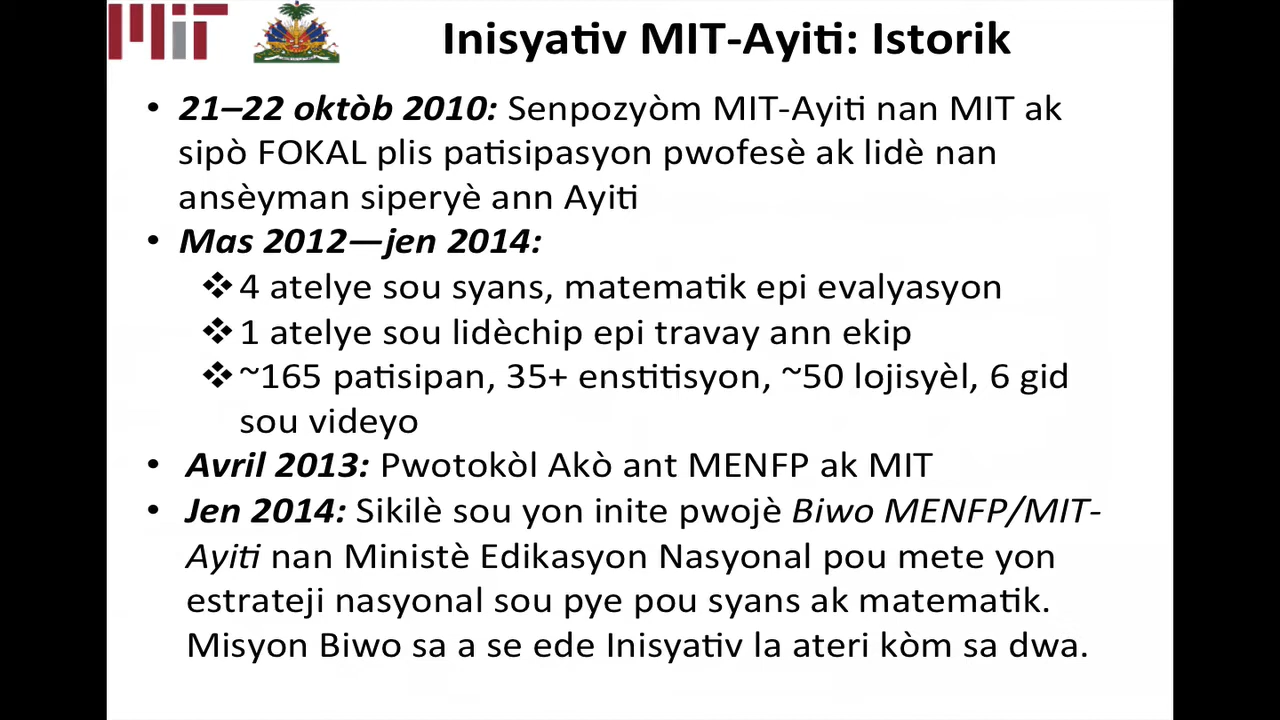 MIT
Inisyativ MIT-Ayiti: Istorik
• 21–22 oktòb 2010: Senpozyòm MIT-Ayiti nan MIT ak
sipò FOKAL plis patisipasyon pwofesè ak lidè nan
ansèyman siperyè ann Ayiti
• Mas 2012—jen 2014:
❖4 atelye sou syans, matematik epi evalyasyon
❖1 atelye sou lidèchip epi travay ann ekip
❖~165 patisipan, 35+ enstitisyon, ~50 lojisyèl, 6 gid
sou videyo
• Avril 2013: Pwotokòl Akò ant MENFP ak MIT
• Jen 2014: Sikilè sou yon inite pwojè Biwo MENFP/MIT-
Ayiti nan Ministè Edikasyon Nasyonal pou mete yon
estrateji nasyonal sou pye pou syans ak matematik.
Misyon Biwo sa a se ede Inisyativ la ateri kòm sa dwa.